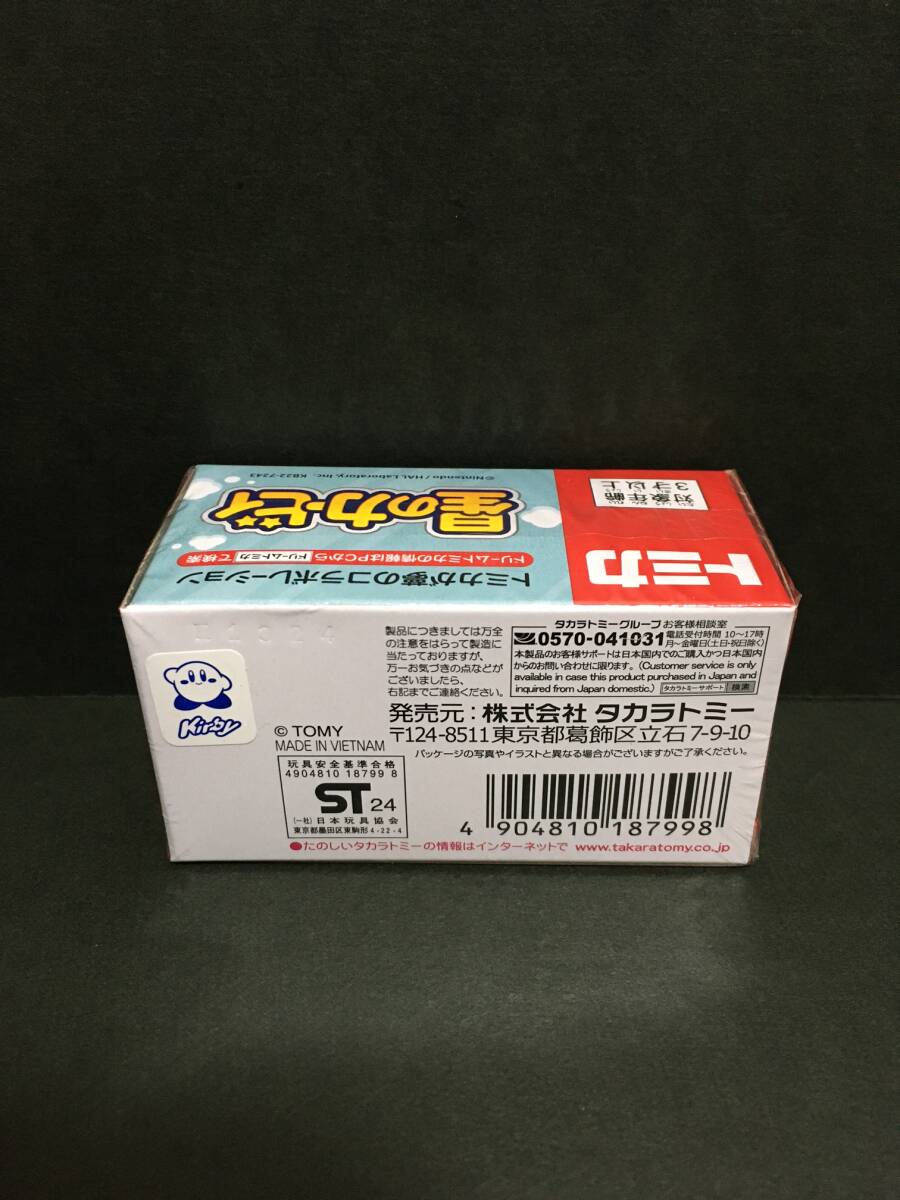 ©Nintendo / HAL Laboratory, Inc. KB22-7243
星のカービィ
ドリームトミカの情報はPCから ドリームトミカ で検索
トミカが夢のコラボレーション
対象年齢
たいしょうねんれい
3才以上
トミカ
Kirby
製品につきましては万全
の注意をはらって製造に
当たっておりますが、
万一お気づきの点などが
ございましたら、
右記までご連絡ください。
タカラトミーグループ お客様相談室
0570-041031 電話受付時間 10～17時
月～金曜日(土日・祝日除く)
本製品のお客様サポートは日本国内でのご購入かつ日本国内
からのお問い合わせに限ります。(Customer service is only
available in case this product purchased in Japan and
inquired from Japan domestic.) タカラトミーサポート 検索
発売元：株式会社 タカラトミー
〒124-8511東京都葛飾区立石7-9-10
パッケージの写真やイラストと異なる場合がございますがご了承ください。
© TOMY
MADE IN VIETNAM
玩具安全基準合格
4904810 18799 8
ST 24
(一社)日本玩具協会
東京都墨田区東駒形4-22-4
4 904810 187998
●たのしいタカラトミーの情報はインターネットで www.takaratomy.co.jp